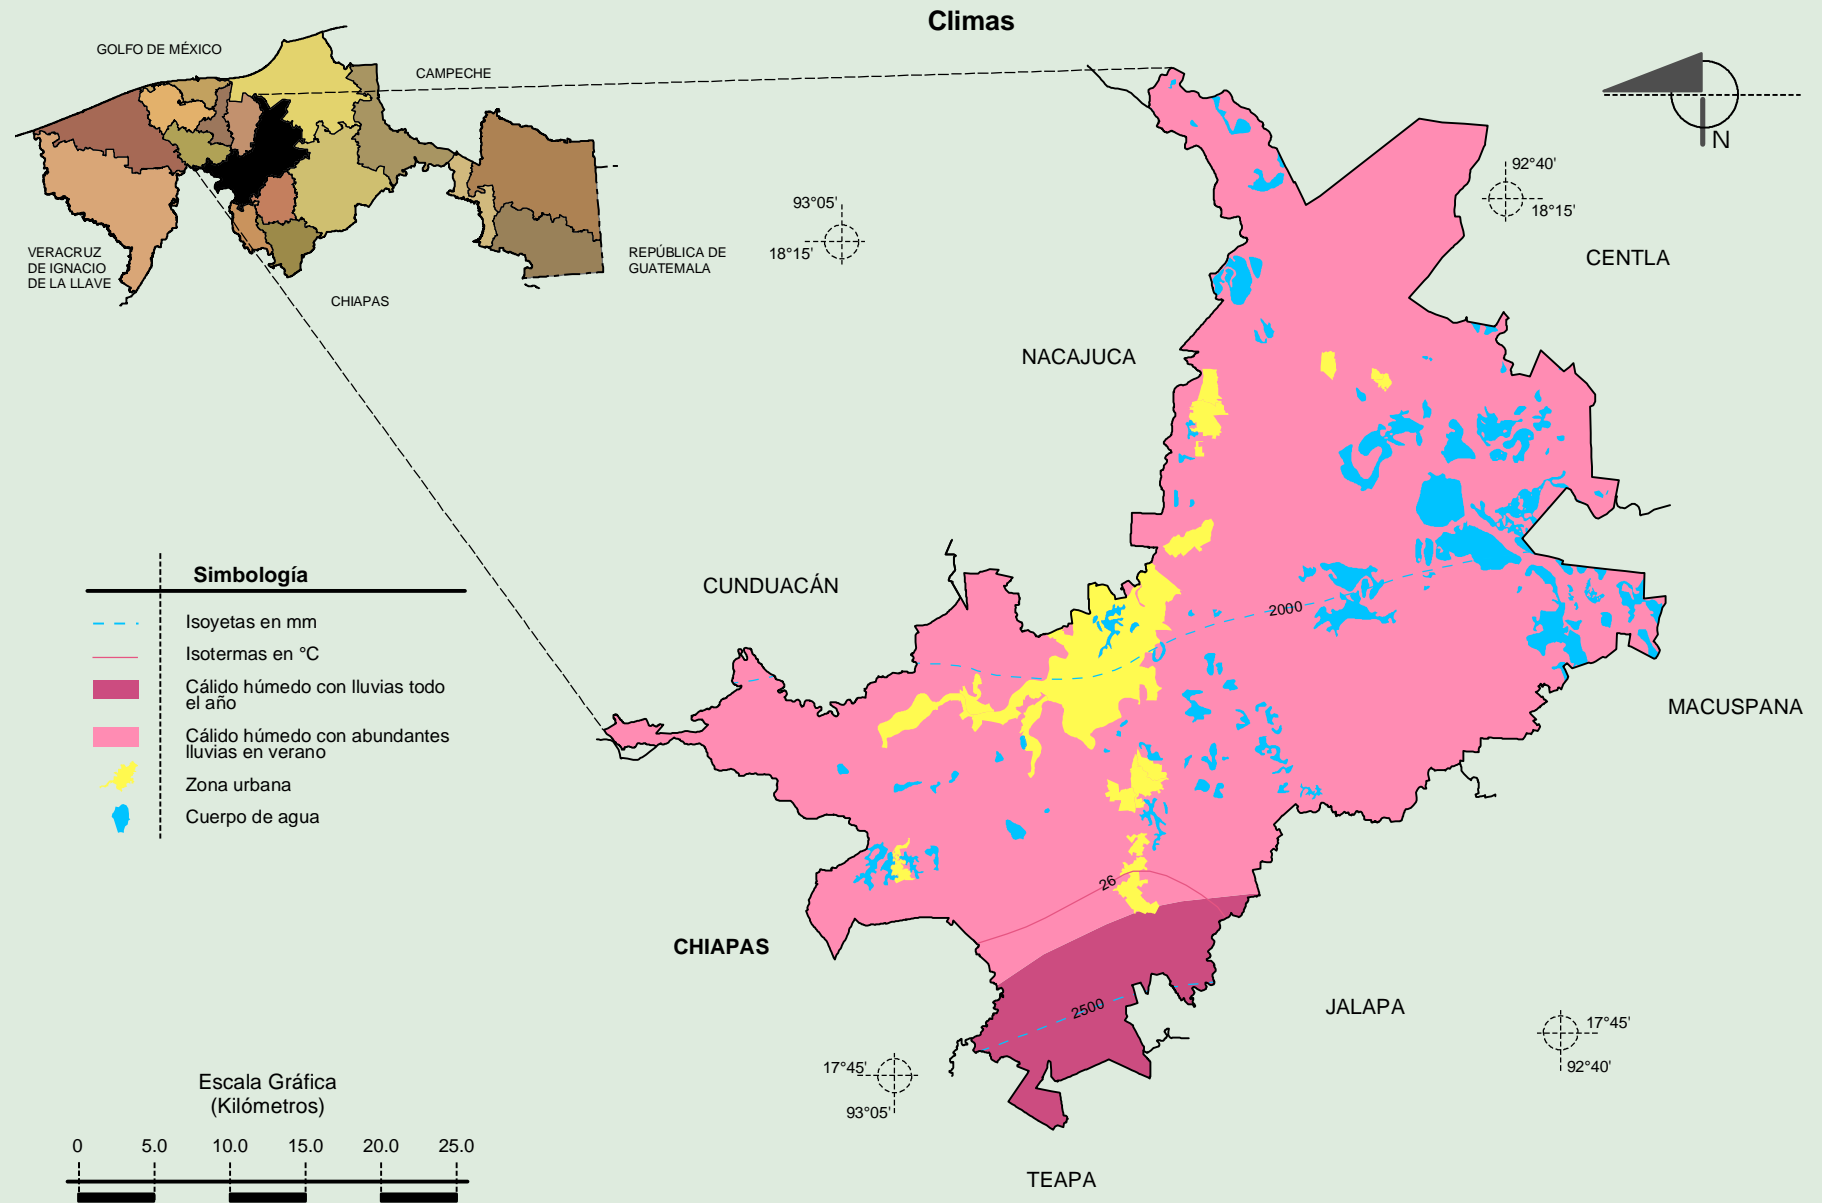 Climas
GOLFO DE MÉXICO
CAMPECHE
VERACRUZ
DE IGNACIO
DE LA LLAVE
CHIAPAS
REPÚBLICA DE
GUATEMALA
N
93°05'
18°15'
92°40'
18°15'
CENTLA
NACAJUCA
CUNDUACÁN
MACUSPANA
CHIAPAS
JALAPA
TEAPA
2000
26
2500
17°45'
93°05'
17°45'
92°40'
Simbología
Isoyetas en mm
Isotermas en °C
Cálido húmedo con lluvias todo
el año
Cálido húmedo con abundantes
lluvias en verano
Zona urbana
Cuerpo de agua
Escala Gráfica
(Kilómetros)
0 5.0 10.0 15.0 20.0 25.0